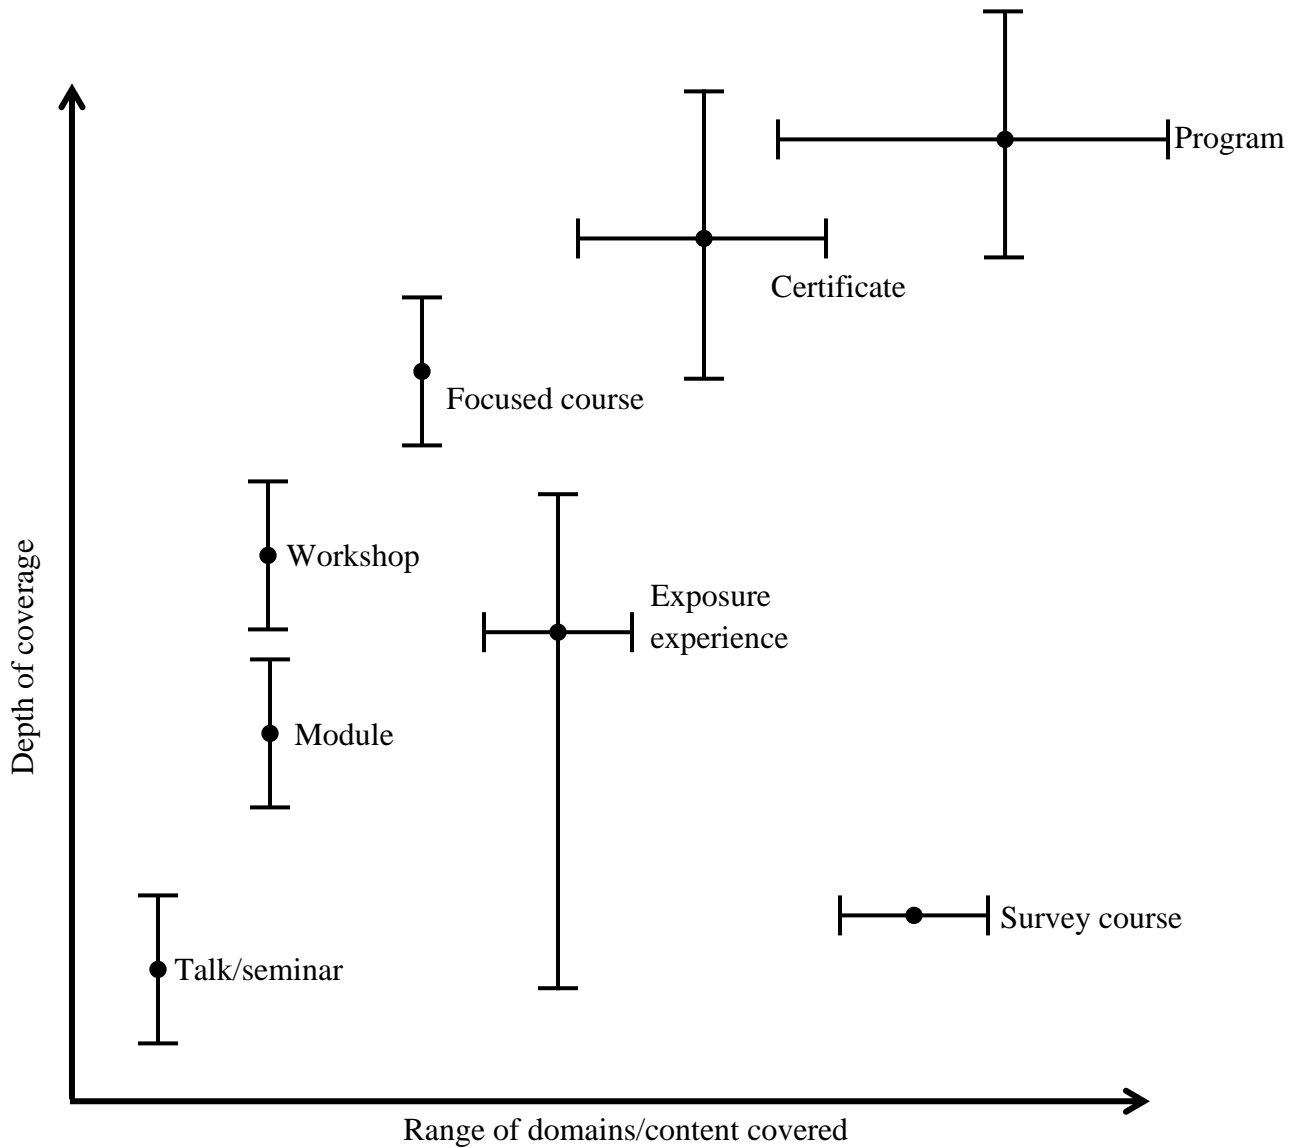 Program
Certificate
Focused course
Workshop
Exposure
experience
Module
Survey course
Talk/seminar
Depth of coverage
Range of domains/content covered